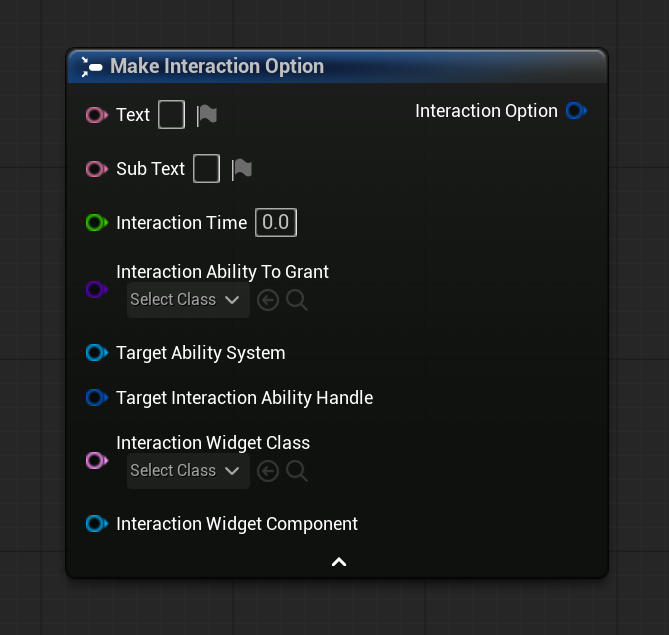 Make Interaction Option
Text
Interaction Option
Sub Text
Interaction Time 0.0
Interaction Ability To Grant
Select Class
Target Ability System
Target Interaction Ability Handle
Interaction Widget Class
Select Class
Interaction Widget Component